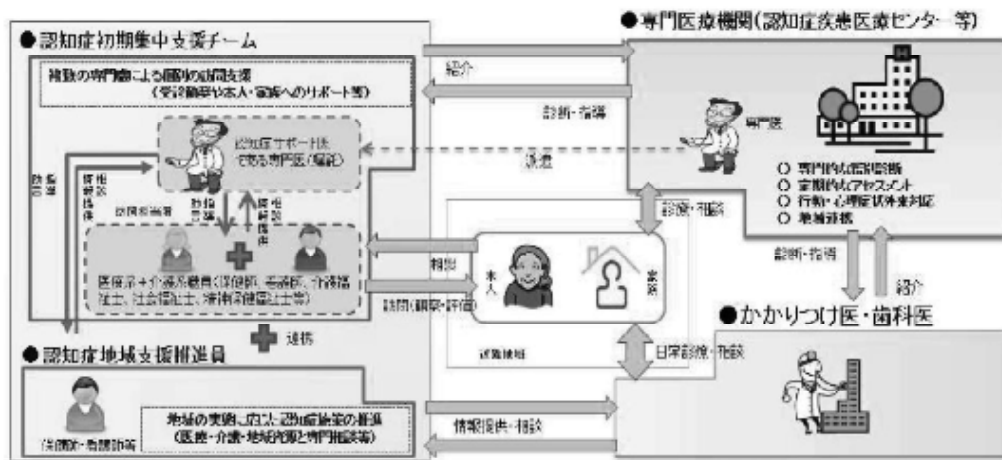 ●認知症初期集中支援チーム
複数の専門職による個別の訪問支援
(受診勧奨や本人・家族へのサポート等)
認知症サポート医
である専門医(嘱託)
指導
助言
情報提供
相談
訪問担当者
指導
助言
情報提供
相談
医療系+介護系職員(保健師、看護師、介護福祉士、社会福祉士、精神保健福祉士等)
連携
●認知症地域支援推進員
保健師・看護師等
地域の実態に応じた認知症施策の推進
(医療・介護・地域資源と専門相談等)
紹介
診断・指導
派遣
診療・相談
相談
訪問(観察・評価)
本人
家族
近隣地域
日常診療・相談
情報提供・相談
●専門医療機関(認知症疾患医療センター等)
専門医
○ 専門的な鑑別診断
○ 定期的なアセスメント
○ 行動・心理症状外来対応
○ 地域連携
診断・指導
紹介
●かかりつけ医・歯科医